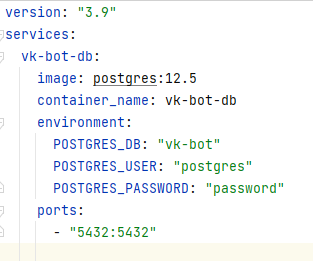 version: "3.9"
services:
  vk-bot-db:
    image: postgres:12.5
    container_name: vk-bot-db
    environment:
      POSTGRES_DB: "vk-bot"
      POSTGRES_USER: "postgres"
      POSTGRES_PASSWORD: "password"
    ports:
      - "5432:5432"